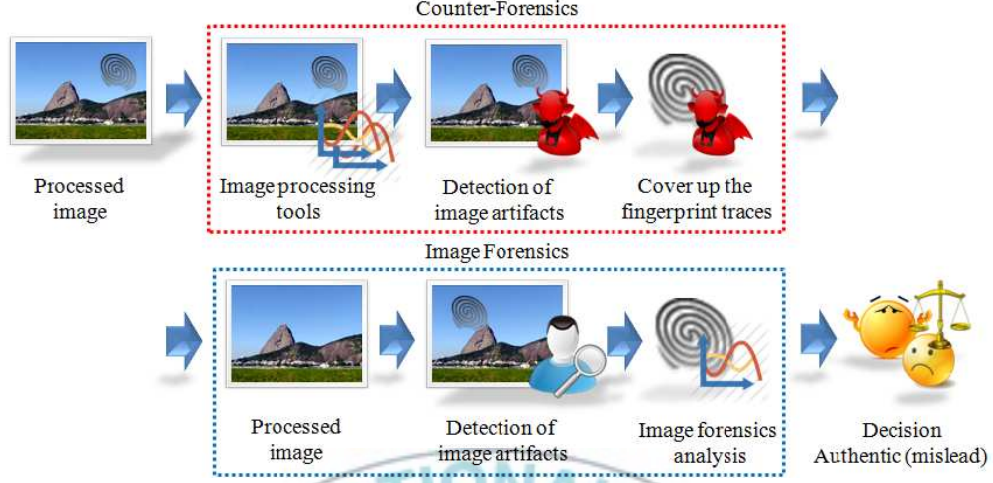 Counter-Forensics
Processed
image
Image processing
tools
Detection of
image artifacts
Cover up the
fingerprint traces
Image Forensics
Processed
image
Detection of
image artifacts
Image forensics
analysis
Decision
Authentic (mislead)